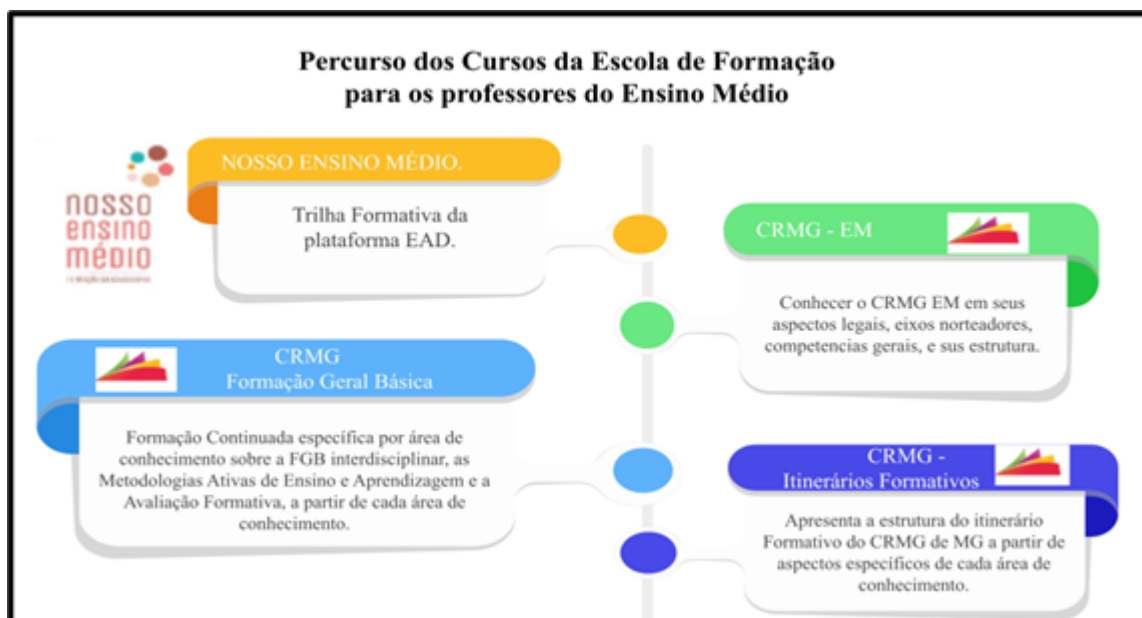 Percurso dos Cursos da Escola de Formação
para os professores do Ensino Médio
nosso
ensino
médio
NOSSO ENSINO MÉDIO.
Trilha Formativa da
plataforma EAD.
CRMG - EM
Conhecer o CRMG EM em seus
aspectos legais, eixos norteadores,
competencias gerais, e sus estrutura.
CRMG
Formação Geral Básica
Formação Continuada específica por área de
conhecimento sobre a FGB interdisciplinar, as
Metodologias Ativas de Ensino e Aprendizagem e a
Avaliação Formativa, a partir de cada área de
conhecimento.
CRMG -
Itinerários Formativos
Apresenta a estrutura do itinerário
Formativo do CRMG de MG a partir de
aspectos específicos de cada área de
conhecimento.